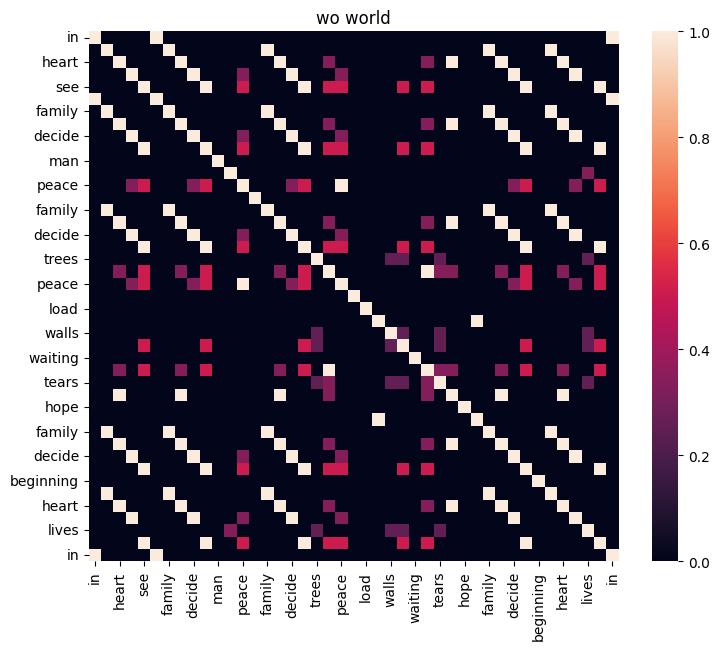 wo world
in
heart
see
family
decide
man
peace
family
decide
trees
peace
load
walls
waiting
tears
hope
family
decide
beginning
heart
lives
in
in
heart
see
family
decide
man
peace
family
decide
trees
peace
load
walls
waiting
tears
hope
family
decide
beginning
heart
lives
in
1.0
0.8
0.6
0.4
0.2
0.0